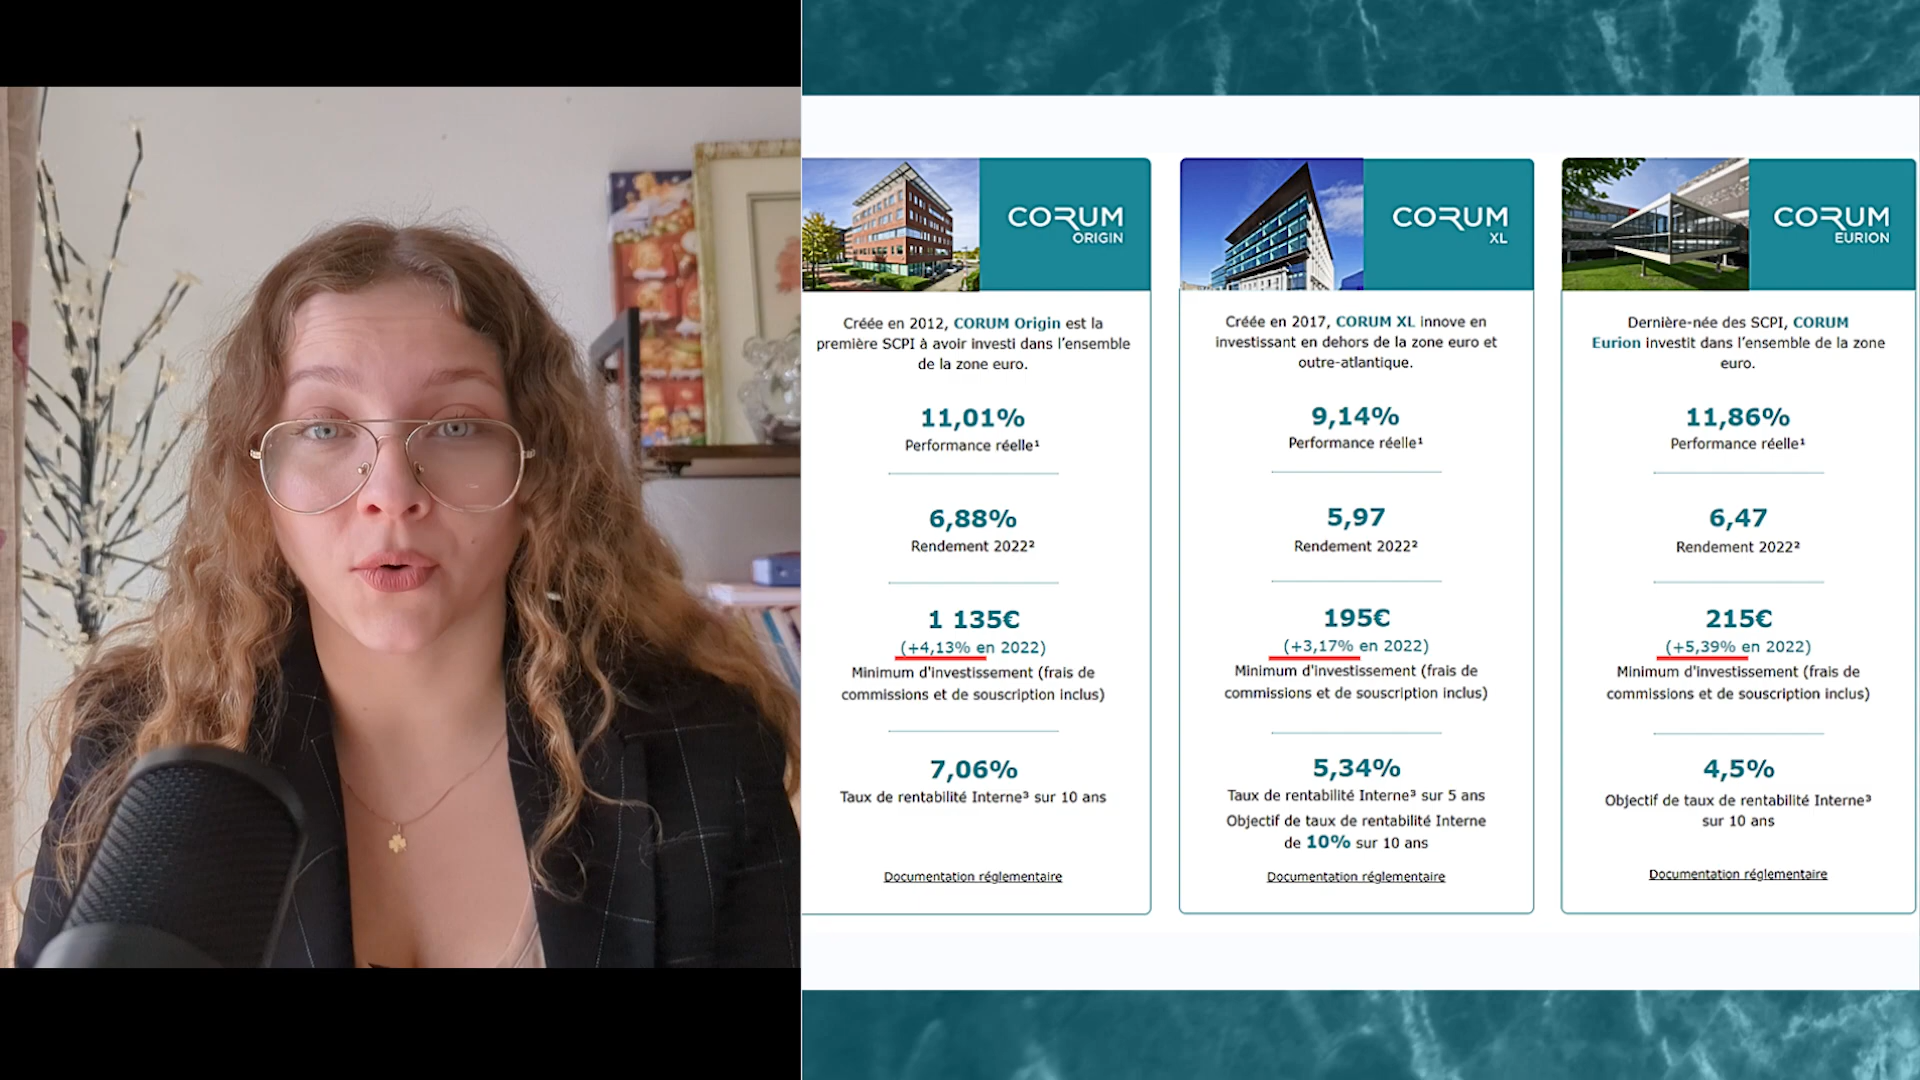 CORUM
ORIGIN
Créée en 2012, CORUM Origin est la
première SCPI à avoir investi dans l'ensemble
de la zone euro.
11,01%
Performance réelle¹
6,88%
Rendement 2022²
1 135€
(+4,13% en 2022)
Minimum d'investissement (frais de
commissions et de souscription inclus)
7,06%
Taux de rentabilité Interne³ sur 10 ans
Documentation réglementaire
CORUM
XL
Créée en 2017, CORUM XL innove en
investissant en dehors de la zone euro et
outre-atlantique.
9,14%
Performance réelle¹
5,97
Rendement 2022²
195€
(+3,17% en 2022)
Minimum d'investissement (frais de
commissions et de souscription inclus)
5,34%
Taux de rentabilité Interne³ sur 5 ans
Objectif de taux de rentabilité Interne
de 10% sur 10 ans
Documentation réglementaire
CORUM
EURION
Dernière-née des SCPI, CORUM
Eurion investit dans l'ensemble de la zone
euro.
11,86%
Performance réelle¹
6,47
Rendement 2022²
215€
(+5,39% en 2022)
Minimum d'investissement (frais de
commissions et de souscription inclus)
4,5%
Objectif de taux de rentabilité Interne³
sur 10 ans
Documentation réglementaire